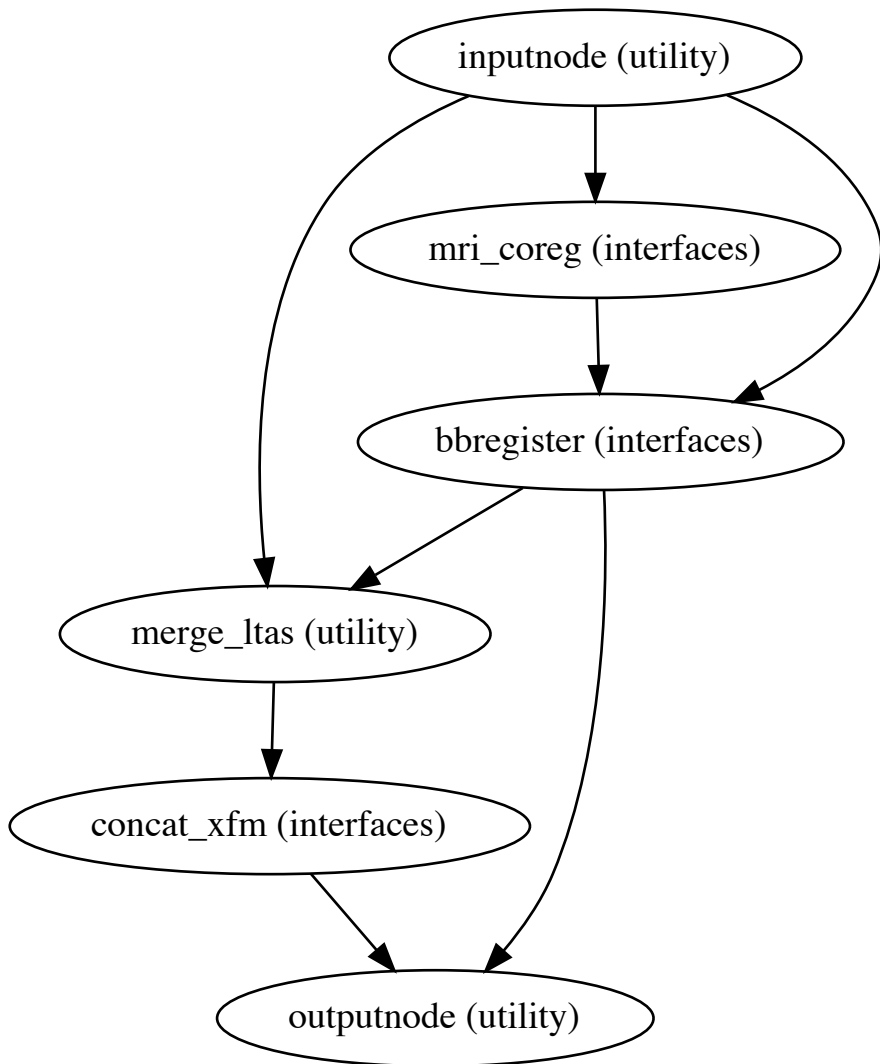 inputnode (utility)
mri_coreg (interfaces)
bbregister (interfaces)
merge_ltas (utility)
concat_xfm (interfaces)
outputnode (utility)